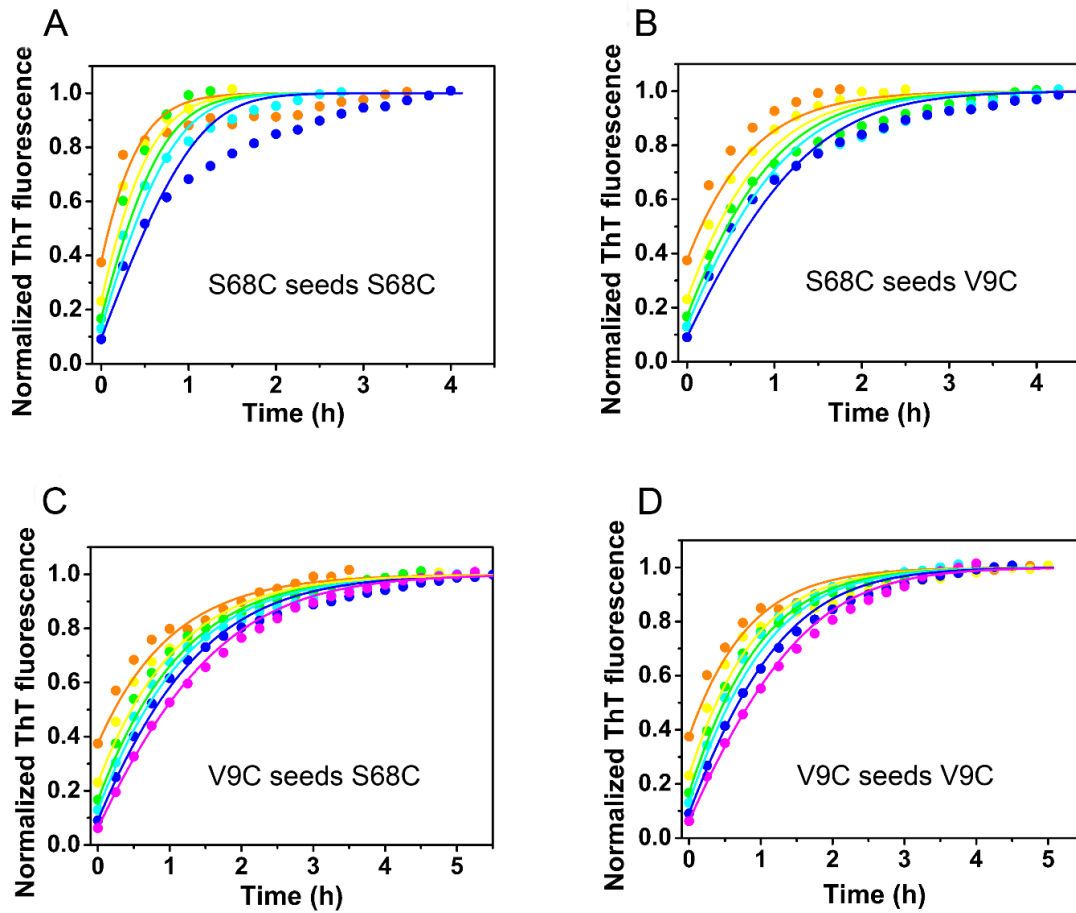 A
Normalized ThT fluorescence
1.0
0.8
0.6
0.4
0.2
0.0
S68C seeds S68C
0 1 2 3 4
Time (h)
B
Normalized ThT fluorescence
1.0
0.8
0.6
0.4
0.2
0.0
S68C seeds V9C
0 1 2 3 4
Time (h)
C
Normalized ThT fluorescence
1.0
0.8
0.6
0.4
0.2
0.0
V9C seeds S68C
0 1 2 3 4 5
Time (h)
D
Normalized ThT fluorescence
1.0
0.8
0.6
0.4
0.2
0.0
V9C seeds V9C
0 1 2 3 4 5
Time (h)